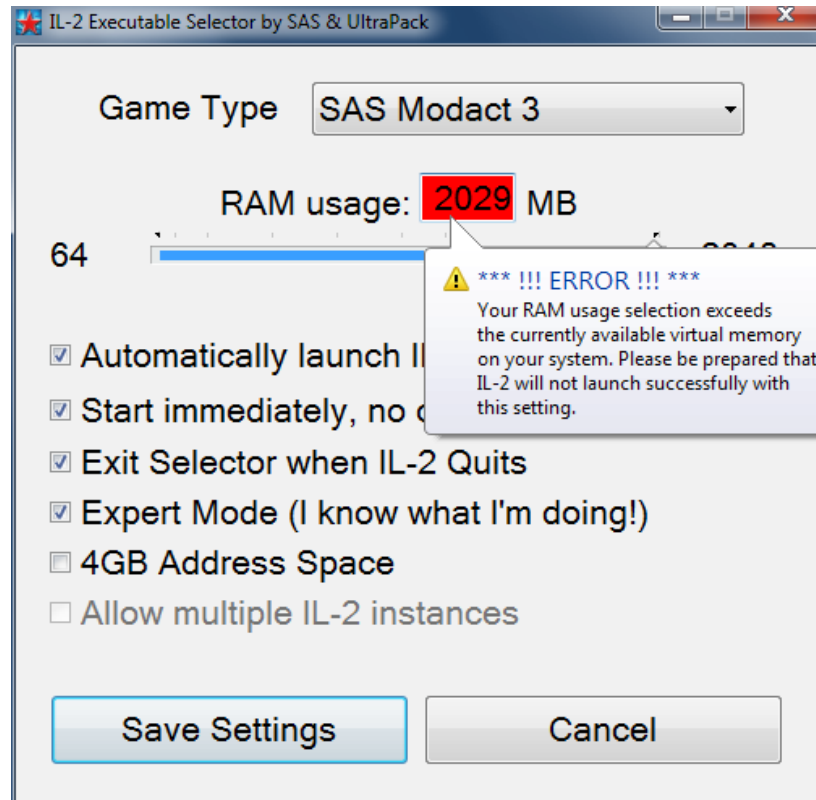 IL-2 Executable Selector by SAS & UltraPack
Game Type
SAS Modact 3
RAM usage: 2029 MB
64
*** !!! ERROR !!! ***
Your RAM usage selection exceeds
the currently available virtual memory
on your system. Please be prepared that
IL-2 will not launch successfully with
this setting.
Automatically launch
Start immediately, no
Exit Selector when IL-2 Quits
Expert Mode (I know what I'm doing!)
4GB Address Space
Allow multiple IL-2 instances
Save Settings
Cancel